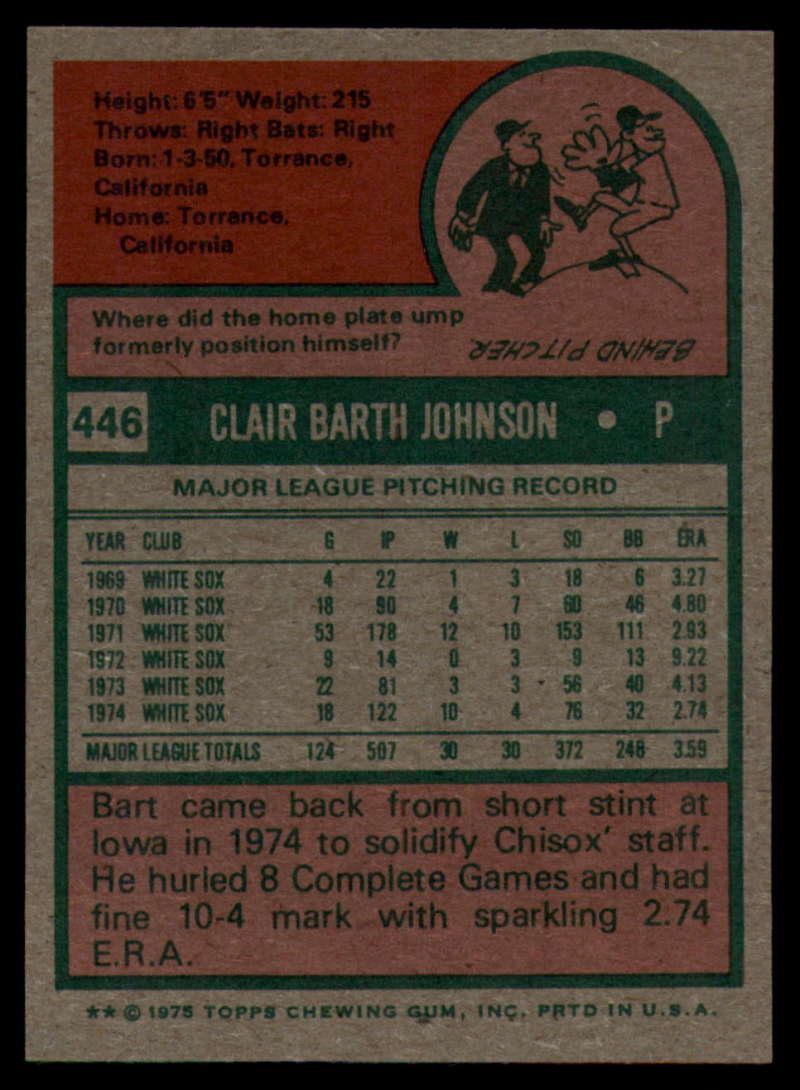 Height: 6'5" Weight: 215
Throws: Right Bats: Right
Born: 1-3-50, Torrance,
California
Home: Torrance,
California
Where did the home plate ump
formerly position himself?
BEHIND PITCHER
446 CLAIR BARTH JOHNSON • P
MAJOR LEAGUE PITCHING RECORD
YEAR CLUB G IP W L SO BB ERA
1969 WHITE SOX 4 22 1 3 18 6 3.27
1970 WHITE SOX 18 90 4 7 60 46 4.80
1971 WHITE SOX 53 178 12 10 153 111 2.93
1972 WHITE SOX 9 14 0 3 9 13 9.22
1973 WHITE SOX 22 81 3 3 56 40 4.13
1974 WHITE SOX 18 122 10 4 76 32 2.74
MAJOR LEAGUE TOTALS 124 507 30 30 372 248 3.59
Bart came back from short stint at
Iowa in 1974 to solidify Chisox' staff.
He hurled 8 Complete Games and had
fine 10-4 mark with sparkling 2.74
E.R.A.
** © 1975 TOPPS CHEWING GUM, INC. PRTD IN U.S.A.